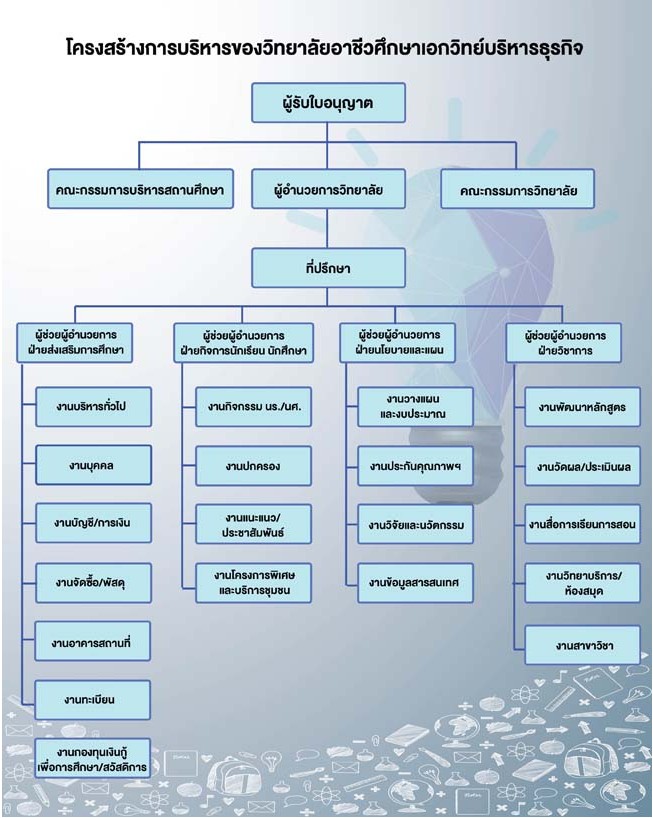 โครงสร้างการบริหารของวิทยาลัยอาชีวศึกษาเอกวิทย์บริหารธุรกิจ
ผู้รับใบอนุญาต
คณะกรรมการบริหารสถานศึกษา
ผู้อำนวยการวิทยาลัย
คณะกรรมการวิทยาลัย
ที่ปรึกษา
ผู้ช่วยผู้อำนวยการ
ฝ่ายส่งเสริมการศึกษา
งานบริหารทั่วไป
งานบุคคล
งานบัญชี/การเงิน
งานจัดซื้อ/พัสดุ
งานอาคารสถานที่
งานทะเบียน
งานกองทุนเงินกู้
เพื่อการศึกษา/สวัสดิการ
ผู้ช่วยผู้อำนวยการ
ฝ่ายกิจการนักเรียน นักศึกษา
งานกิจกรรม นร./นศ.
งานปกครอง
งานแนะแนว/
ประชาสัมพันธ์
งานโครงการพิเศษ
และบริการชุมชน
ผู้ช่วยผู้อำนวยการ
ฝ่ายนโยบายและแผน
งานวางแผน
และงบประมาณ
งานประกันคุณภาพฯ
งานวิจัยและนวัตกรรม
งานข้อมูลสารสนเทศ
ผู้ช่วยผู้อำนวยการ
ฝ่ายวิชาการ
งานพัฒนาหลักสูตร
งานวัดผล/ประเมินผล
งานสื่อการเรียนการสอน
งานวิทยาบริการ/
ห้องสมุด
งานสาขาวิชา